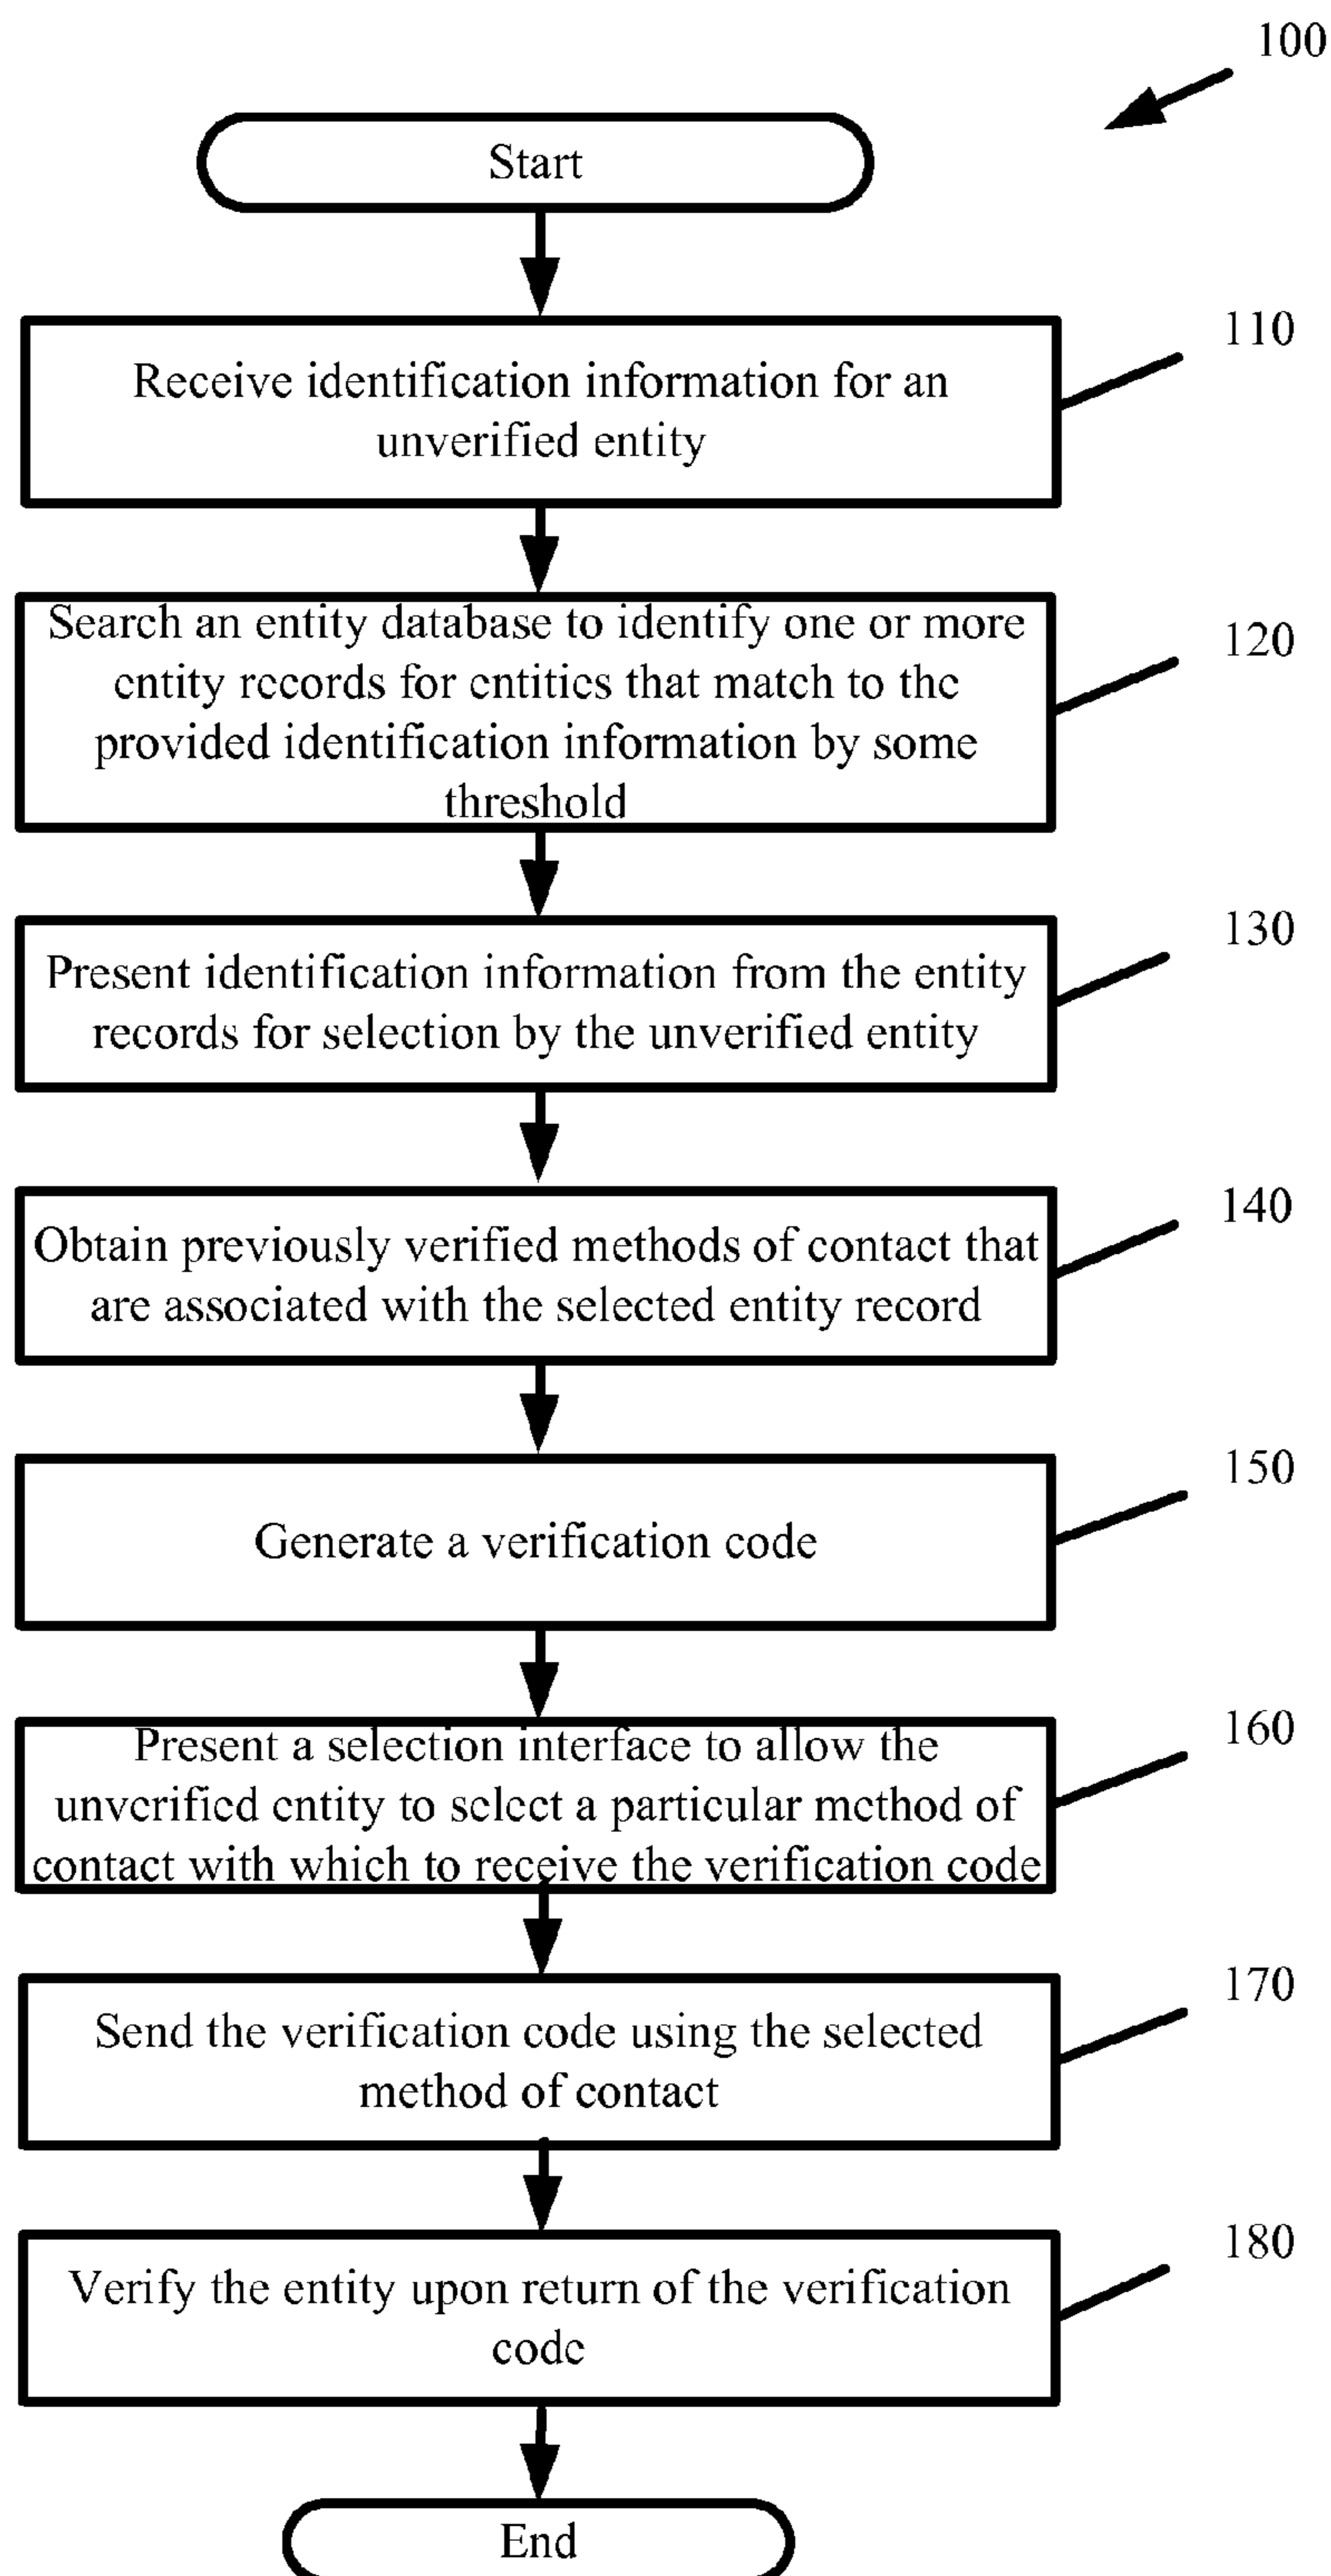 100
Start
110
Receive identification information for an
unverified entity
120
Search an entity database to identify one or more
entity records for entities that match to the
provided identification information by some
threshold
130
Present identification information from the entity
records for selection by the unverified entity
140
Obtain previously verified methods of contact that
are associated with the selected entity record
150
Generate a verification code
160
Present a selection interface to allow the
unverified entity to select a particular method of
contact with which to receive the verification code
170
Send the verification code using the selected
method of contact
180
Verify the entity upon return of the verification
code
End